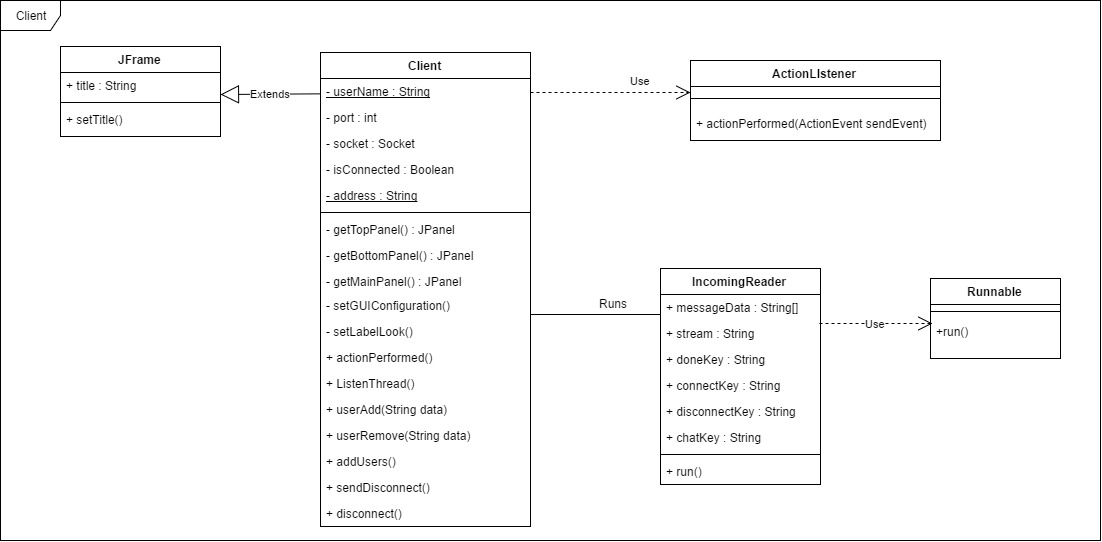 Client
JFrame
+ title : String
+ setTitle()
Extends
Client
- userName : String
- port : int
- socket : Socket
- isConnected : Boolean
- address : String
- getTopPanel() : JPanel
- getBottomPanel() : JPanel
- getMainPanel() : JPanel
- setGUIConfiguration()
- setLabelLook()
+ actionPerformed()
+ ListenThread()
+ userAdd(String data)
+ userRemove(String data)
+ addUsers()
+ sendDisconnect()
+ disconnect()
Use
ActionLIstener
+ actionPerformed(ActionEvent sendEvent)
Runs
IncomingReader
+ messageData : String[]
+ stream : String
+ doneKey : String
+ connectKey : String
+ disconnectKey : String
+ chatKey : String
+ run()
Use
Runnable
+run()